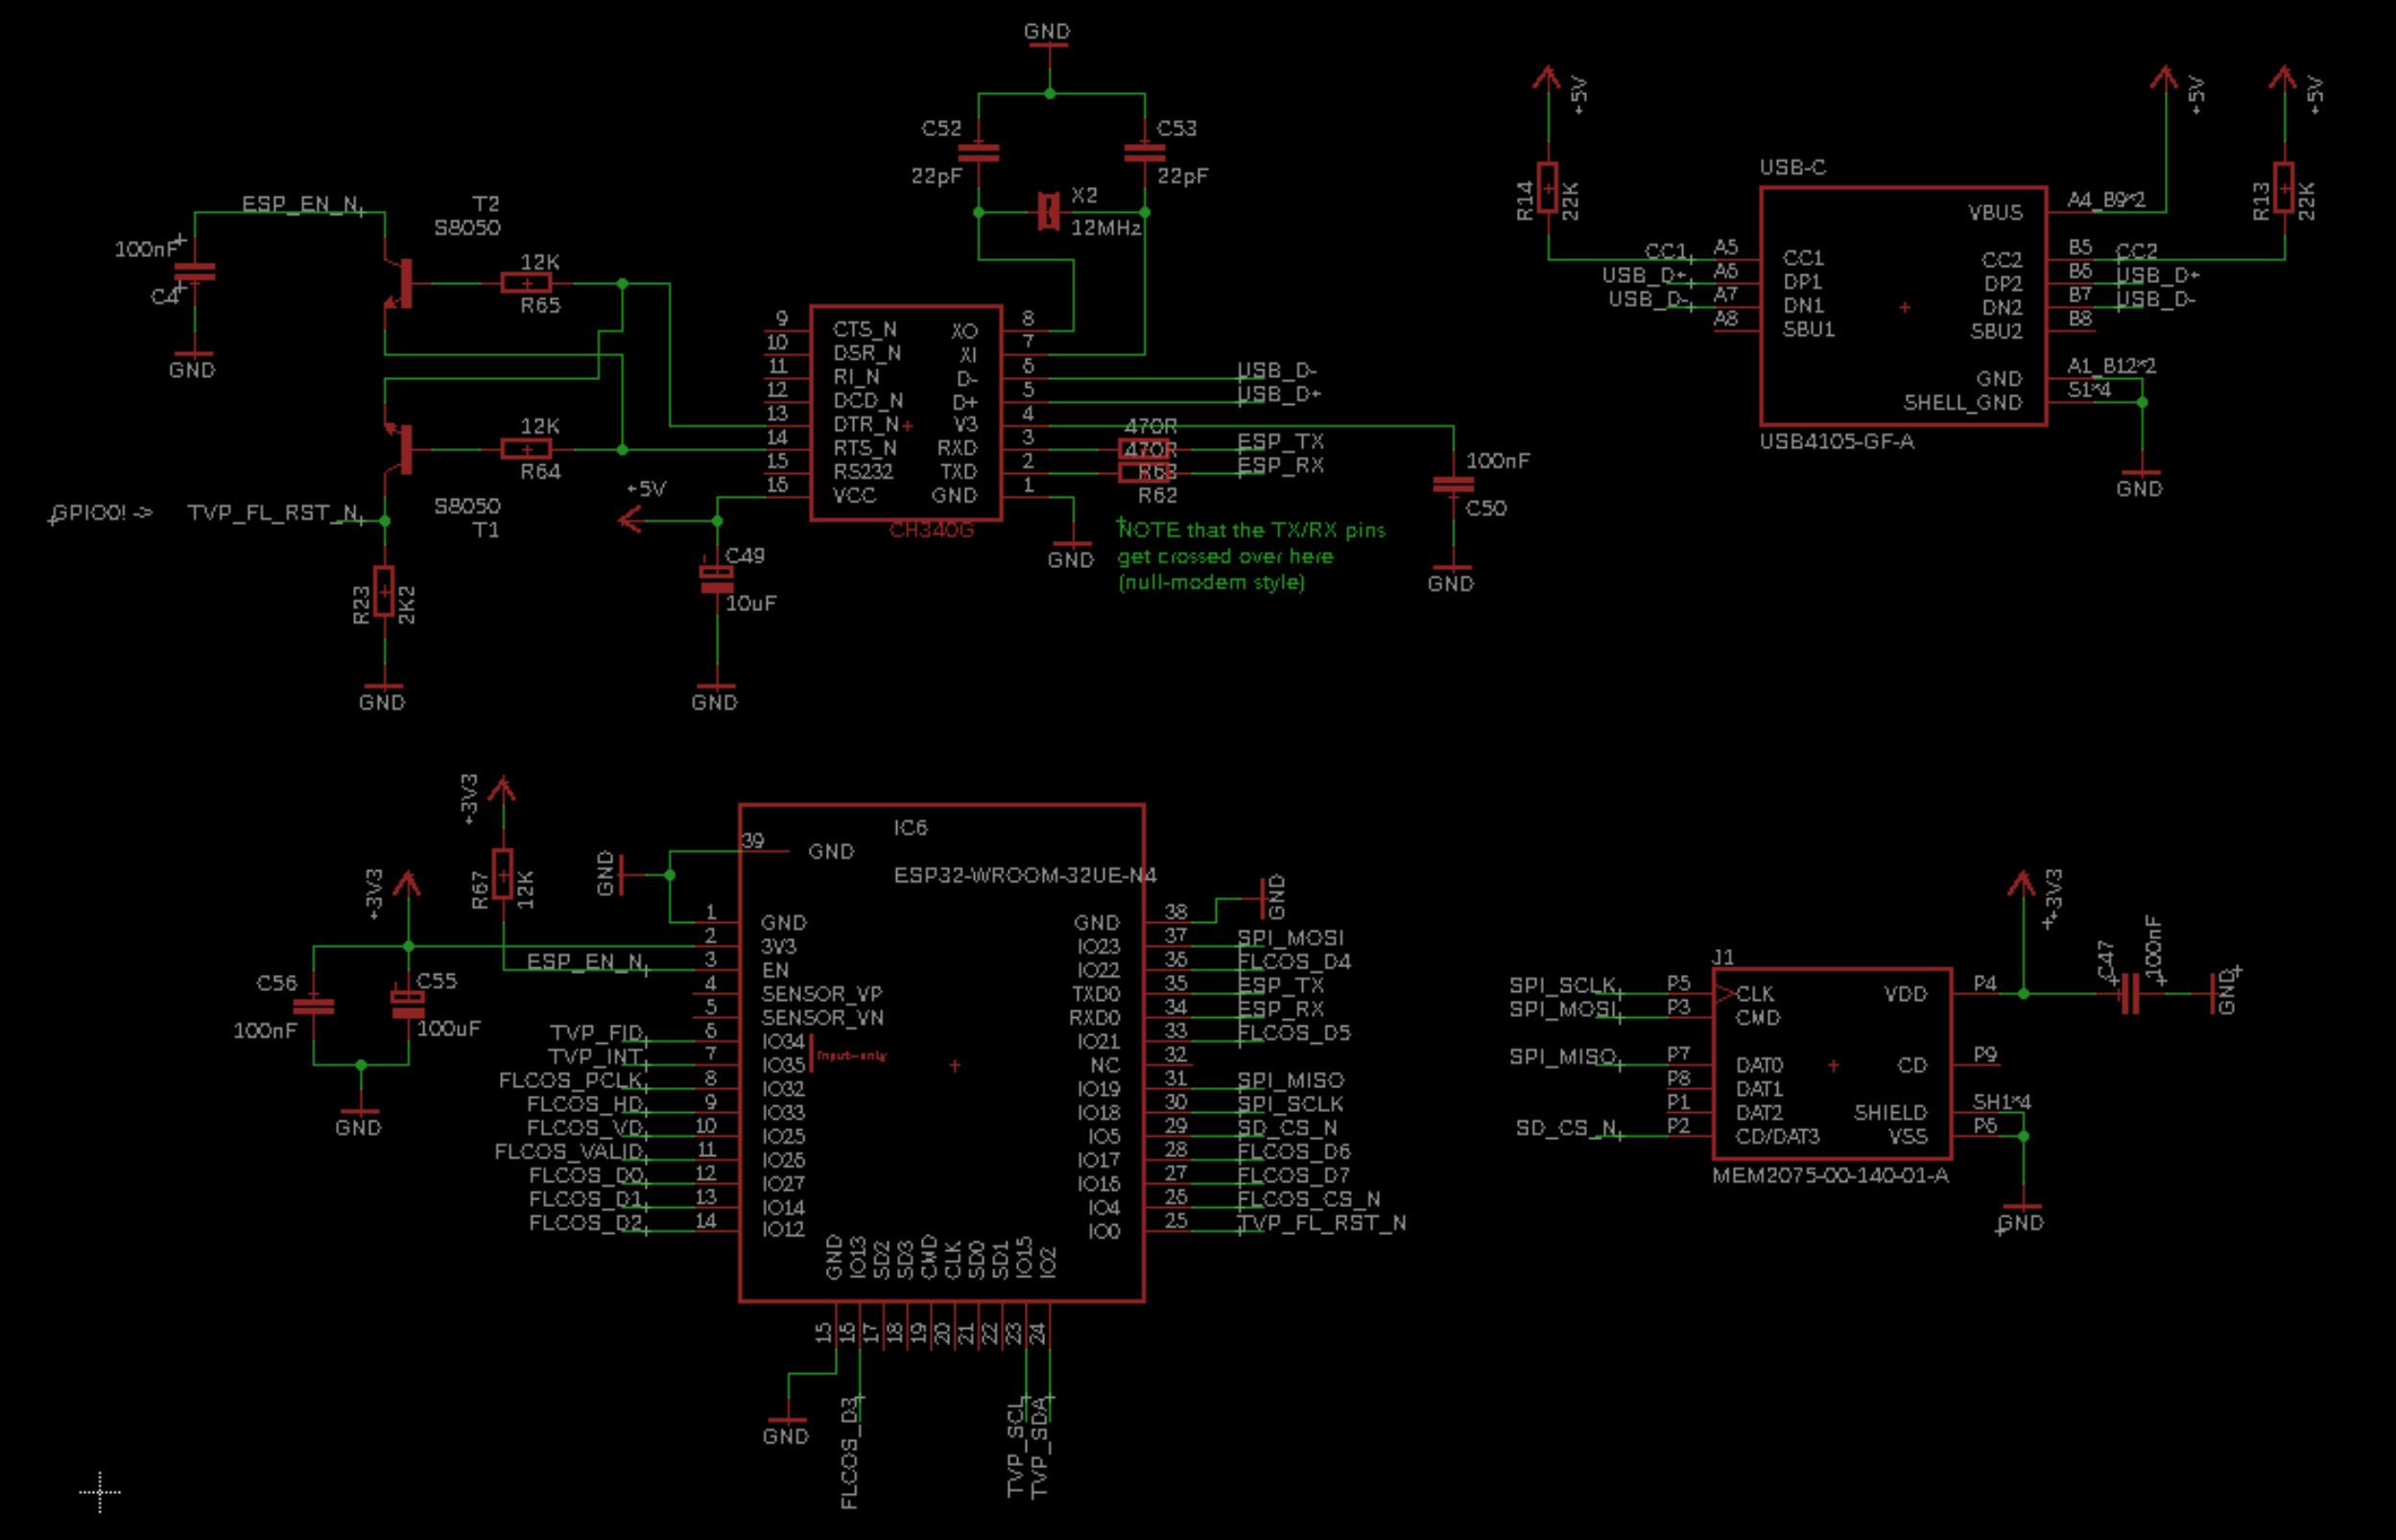 GND
C52
22pF
C53
22pF
X2
12MHz
ESP_EN_N
T2
S8050
100nF
C4
GND
12K
R65
12K
R64
S8050
T1
GPIO0! ->
TVP_FL_RST_N
R23
2K2
GND
+5V
C49
10uF
GND
9
10
11
12
13
14
15
16
CTS_N
DSR_N
RI_N
DCD_N
DTR_N
RTS_N
RS232
VCC
XO
XI
D-
D+
V3
RXD
TXD
GND
8
7
6
5
4
3
2
1
CH340G
USB_D-
USB_D+
470R
470R
R63
R62
ESP_TX
ESP_RX
GND
NOTE that the TX/RX pins
get crossed over here
(null-modem style)
100nF
C50
GND
+5V
R14
22K
USB-C
CC1
USB_D+
USB_D-
A5
A6
A7
A8
CC1
DP1
DN1
SBU1
VBUS
CC2
DP2
DN2
SBU2
GND
SHELL_GND
A4_B9*2
B5
B6
B7
B8
A1_B12*2
S1*4
CC2
USB_D+
USB_D-
USB4105-GF-A
+5V
+5V
R13
22K
GND
+3V3
R67
12K
+3V3
C56
100nF
C55
100uF
GND
GND
39
GND
IC6
ESP32-WROOM-32UE-N4
ESP_EN_N
TVP_FID
TVP_INT
FLCOS_PCLK
FLCOS_HD
FLCOS_VD
FLCOS_VALID
FLCOS_D0
FLCOS_D1
FLCOS_D2
1
2
3
4
5
6
7
8
9
10
11
12
13
14
GND
3V3
EN
SENSOR_VP
SENSOR_VN
IO34
IO35
IO32
IO33
IO25
IO26
IO27
IO14
IO12
Input-only
GND
IO23
IO22
TXD0
RXD0
IO21
NC
IO19
IO18
IO5
IO17
IO16
IO4
IO0
38
37
36
35
34
33
32
31
30
29
28
27
26
25
GND
SPI_MOSI
FLCOS_D4
ESP_TX
ESP_RX
FLCOS_D5
SPI_MISO
SPI_SCLK
SD_CS_N
FLCOS_D6
FLCOS_D7
FLCOS_CS_N
TVP_FL_RST_N
GND
IO13
SD2
SD3
CMD
CLK
SD0
SD1
IO15
IO2
15
16
17
18
19
20
21
22
23
24
GND
FLCOS_D3
TVP_SCL
TVP_SDA
J1
SPI_SCLK
SPI_MOSI
SPI_MISO
SD_CS_N
P5
P3
P7
P8
P1
P2
CLK
CMD
DAT0
DAT1
DAT2
CD/DAT3
VDD
CD
SHIELD
VSS
P4
P9
SH1*4
P6
MEM2075-00-140-01-A
+3V3
C47
100nF
GND
GND